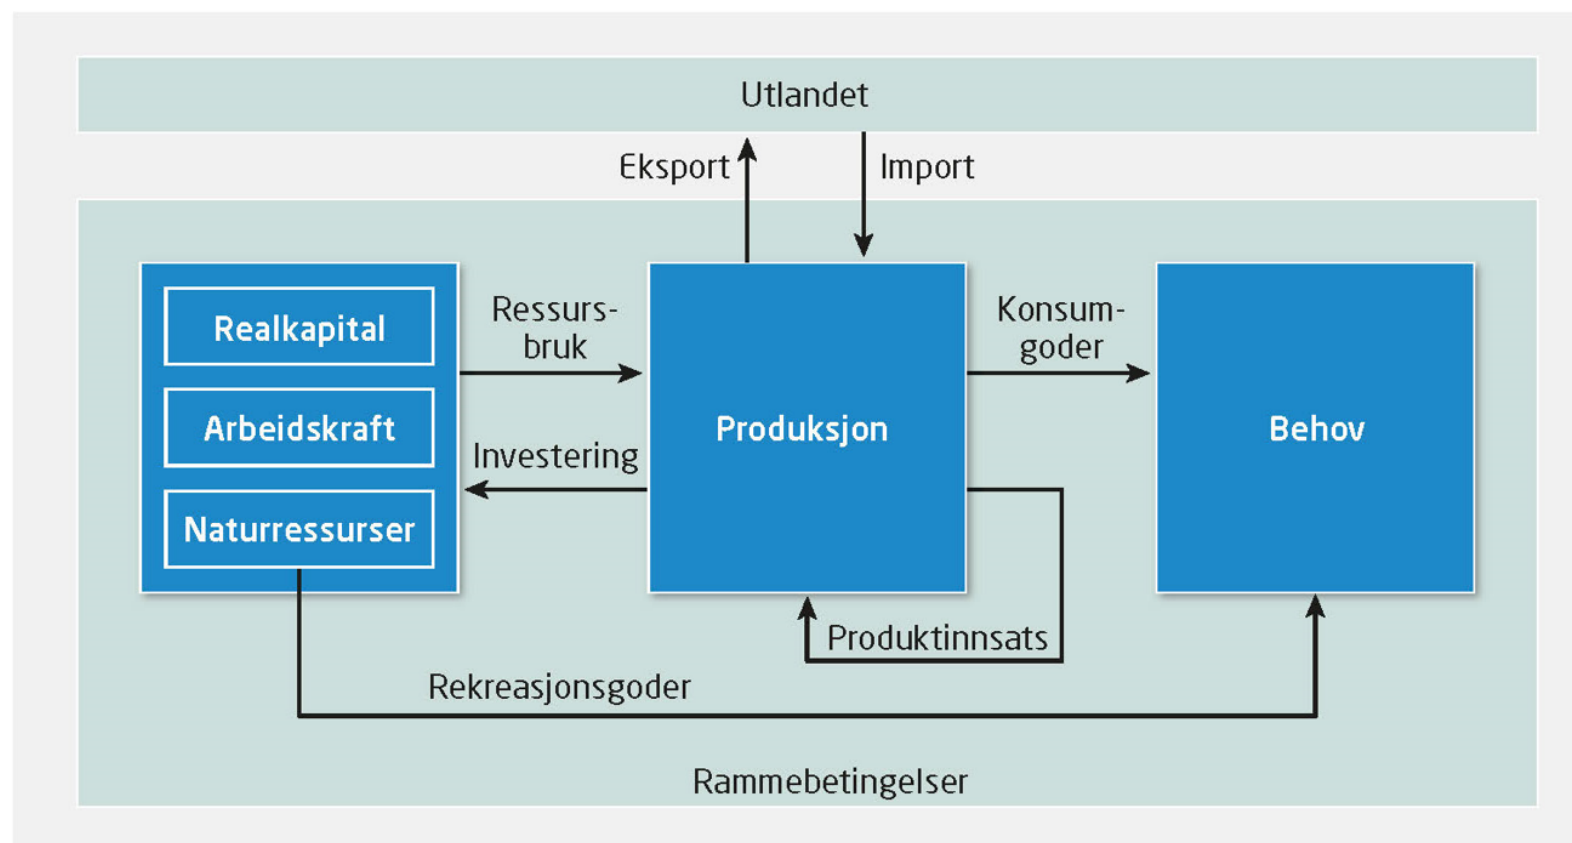 Utlandet
Eksport
Import
Realkapital
Arbeidskraft
Naturressurser
Ressurs-
bruk
Investering
Produksjon
Konsum-
goder
Behov
Produktinnsats
Rekreasjonsgoder
Rammebetingelser